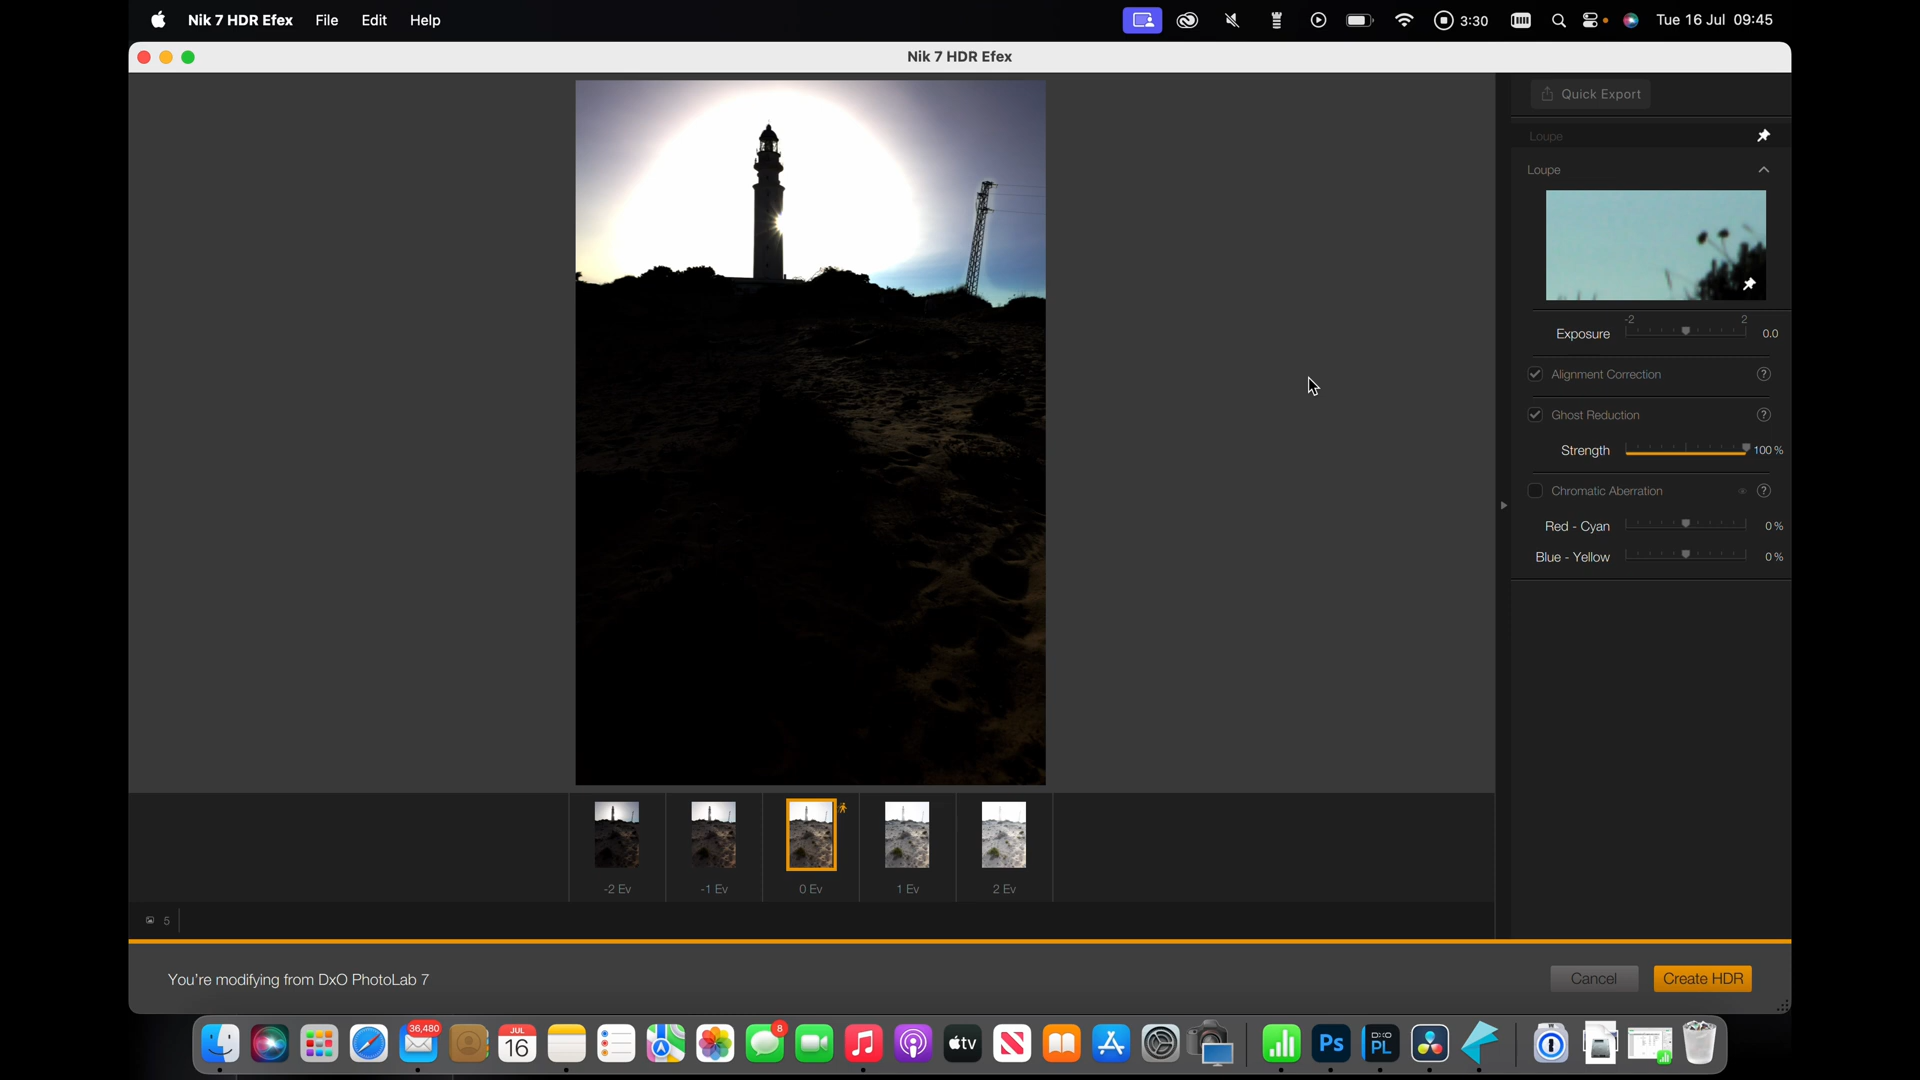 Nik 7 HDR Efex File Edit Help 3:30 Tue 16 Jul 09:45
Nik 7 HDR Efex
Quick Export
Loupe
Loupe
-2 2
Exposure 0.0
Alignment Correction ?
Ghost Reduction ?
Strength 100 %
Chromatic Aberration ?
Red - Cyan 0 %
Blue - Yellow 0 %
-2 Ev -1 Ev 0 Ev 1 Ev 2 Ev
5
You're modifying from DxO PhotoLab 7 Cancel Create HDR
36,480 JUL 16 8 tv Ps DXO PL